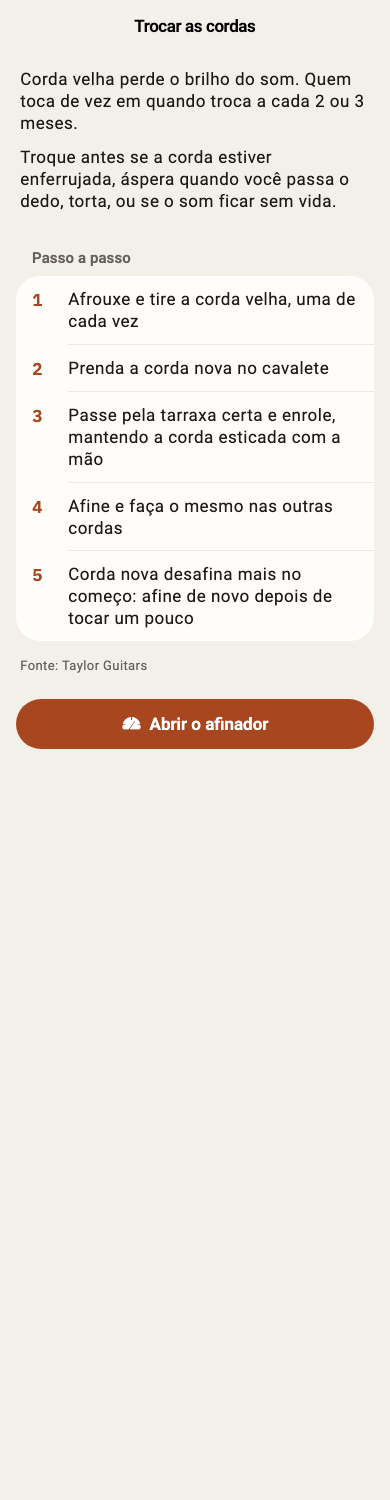 Trocar as cordas
Corda velha perde o brilho do som. Quem
toca de vez em quando troca a cada 2 ou 3
meses.
Troque antes se a corda estiver
enferrujada, áspera quando você passa o
dedo, torta, ou se o som ficar sem vida.
Passo a passo
1 Afrouxe e tire a corda velha, uma de
cada vez
2 Prenda a corda nova no cavalete
3 Passe pela tarraxa certa e enrole,
mantendo a corda esticada com a
mão
4 Afine e faça o mesmo nas outras
cordas
5 Corda nova desafina mais no
começo: afine de novo depois de
tocar um pouco
Fonte: Taylor Guitars
Abrir o afinador